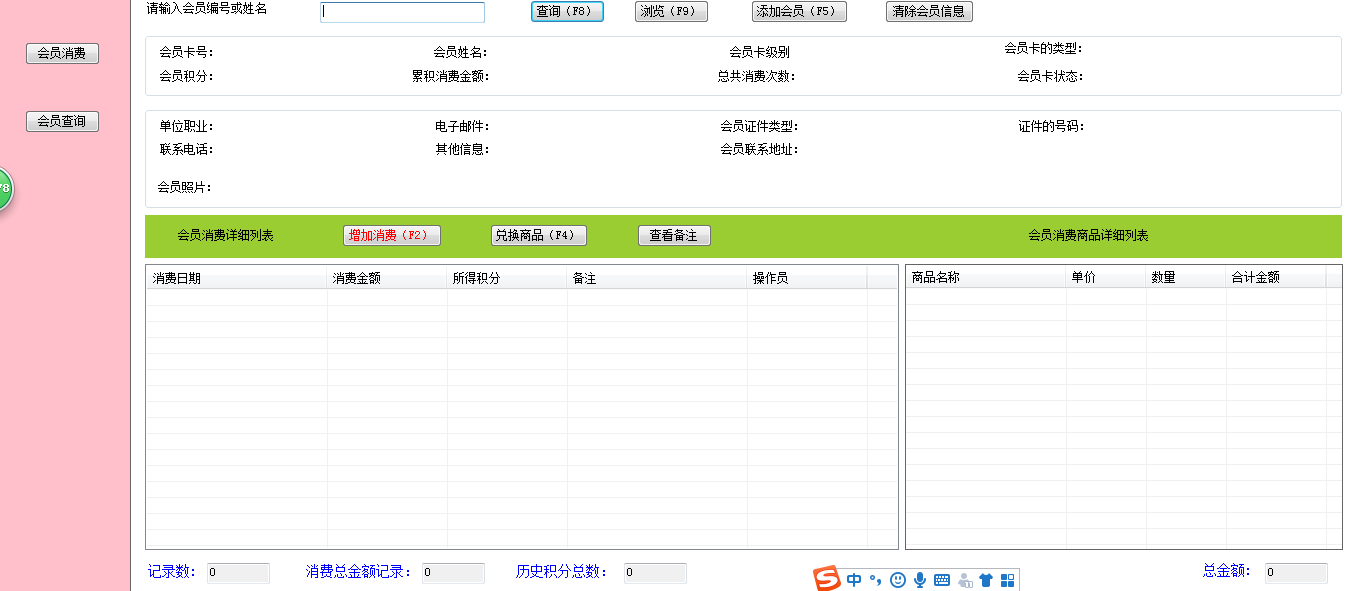 请输入会员编号或姓名 查询（F8） 浏览（F9） 添加会员（F5） 清除会员信息
会员消费
会员查询
78
会员卡号： 会员姓名： 会员卡级别 会员卡的类型：
会员积分： 累积消费金额： 总共消费次数： 会员卡状态：
单位职业： 电子邮件： 会员证件类型： 证件的号码：
联系电话： 其他信息： 会员联系地址：
会员照片：
会员消费详细列表 增加消费（F2） 兑换商品（F4） 查看备注 会员消费商品详细列表
消费日期 消费金额 所得积分 备注 操作员 商品名称 单价 数量 合计金额
记录数： 0 消费总金额记录： 0 历史积分总数： 0 总金额： 0
S 中